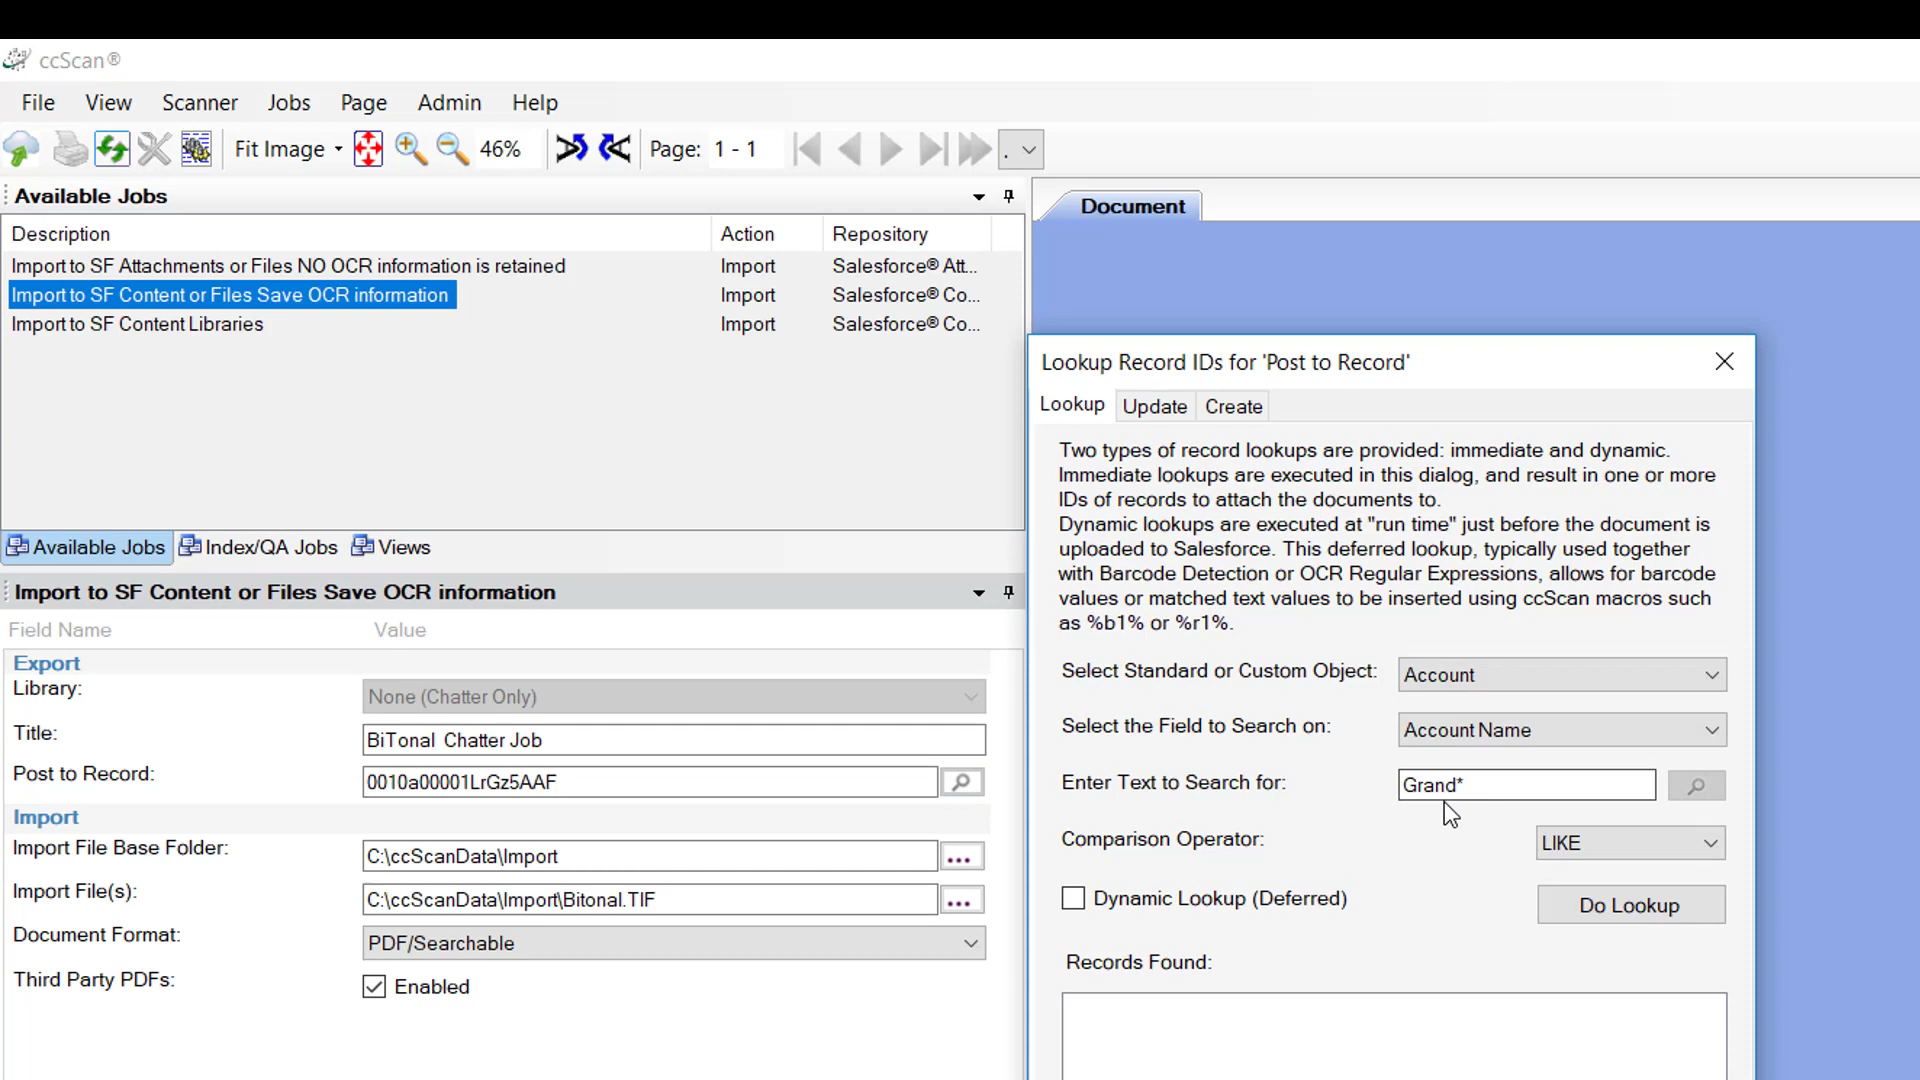 ccScan®
File View Scanner Jobs Page Admin Help
Fit Image 46% Page: 1 - 1 .
Available Jobs
Description Action Repository
Import to SF Attachments or Files NO OCR information is retained Import Salesforce® Att...
Import to SF Content or Files Save OCR information Import Salesforce® Co...
Import to SF Content Libraries Import Salesforce® Co...
Available Jobs Index/QA Jobs Views
Import to SF Content or Files Save OCR information
Field Name Value
Export
Library: None (Chatter Only)
Title: BiTonal Chatter Job
Post to Record: 0010a00001LrGz5AAF
Import
Import File Base Folder: C:\ccScanData\Import ...
Import File(s): C:\ccScanData\Import\Bitonal.TIF ...
Document Format: PDF/Searchable
Third Party PDFs: Enabled
Document
Lookup Record IDs for 'Post to Record'
Lookup Update Create
Two types of record lookups are provided: immediate and dynamic.
Immediate lookups are executed in this dialog, and result in one or more
IDs of records to attach the documents to.
Dynamic lookups are executed at "run time" just before the document is
uploaded to Salesforce. This deferred lookup, typically used together
with Barcode Detection or OCR Regular Expressions, allows for barcode
values or matched text values to be inserted using ccScan macros such
as %b1% or %r1%.
Select Standard or Custom Object: Account
Select the Field to Search on: Account Name
Enter Text to Search for: Grand*
Comparison Operator: LIKE
Dynamic Lookup (Deferred) Do Lookup
Records Found: